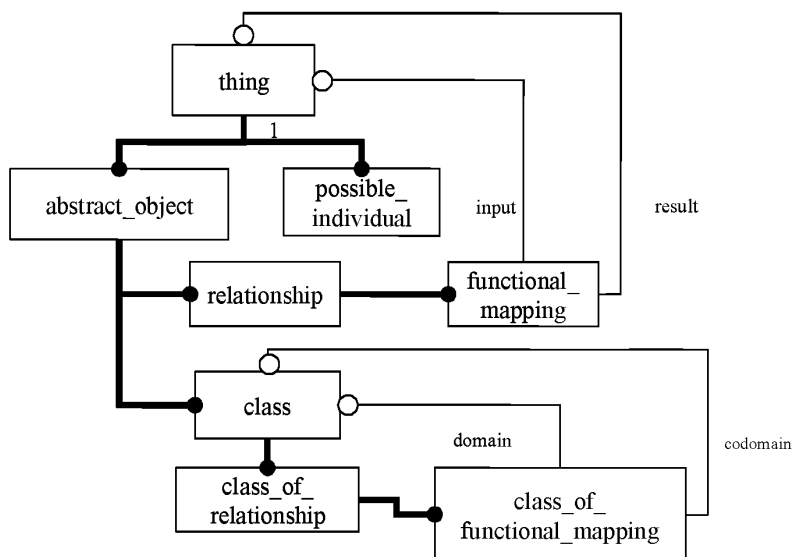 thing
1
abstract_object
possible_
individual
input
result
relationship
functional_
mapping
class
domain
codomain
class_of_
relationship
class_of_
functional_mapping